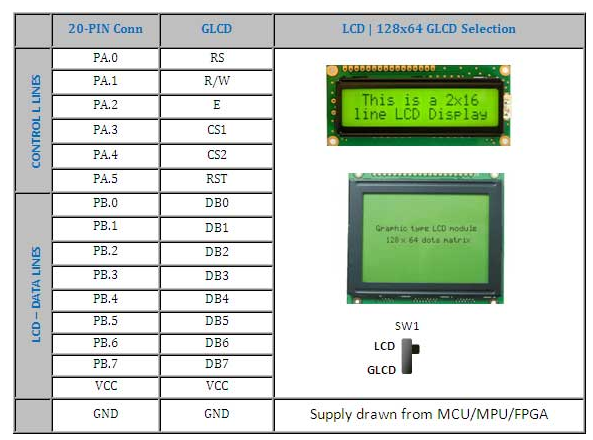 20-PIN Conn GLCD LCD | 128x64 GLCD Selection
CONTROL L LINES
PA.0 RS
PA.1 R/W
PA.2 E
PA.3 CS1
PA.4 CS2
PA.5 RST
LCD – DATA LINES
PB.0 DB0
PB.1 DB1
PB.2 DB2
PB.3 DB3
PB.4 DB4
PB.5 DB5
PB.6 DB6
PB.7 DB7
VCC VCC
GND GND
This is a 2x16
line LCD Display
Graphic type LCD module
128 x 64 dots matrix
SW1
LCD
GLCD
Supply drawn from MCU/MPU/FPGA